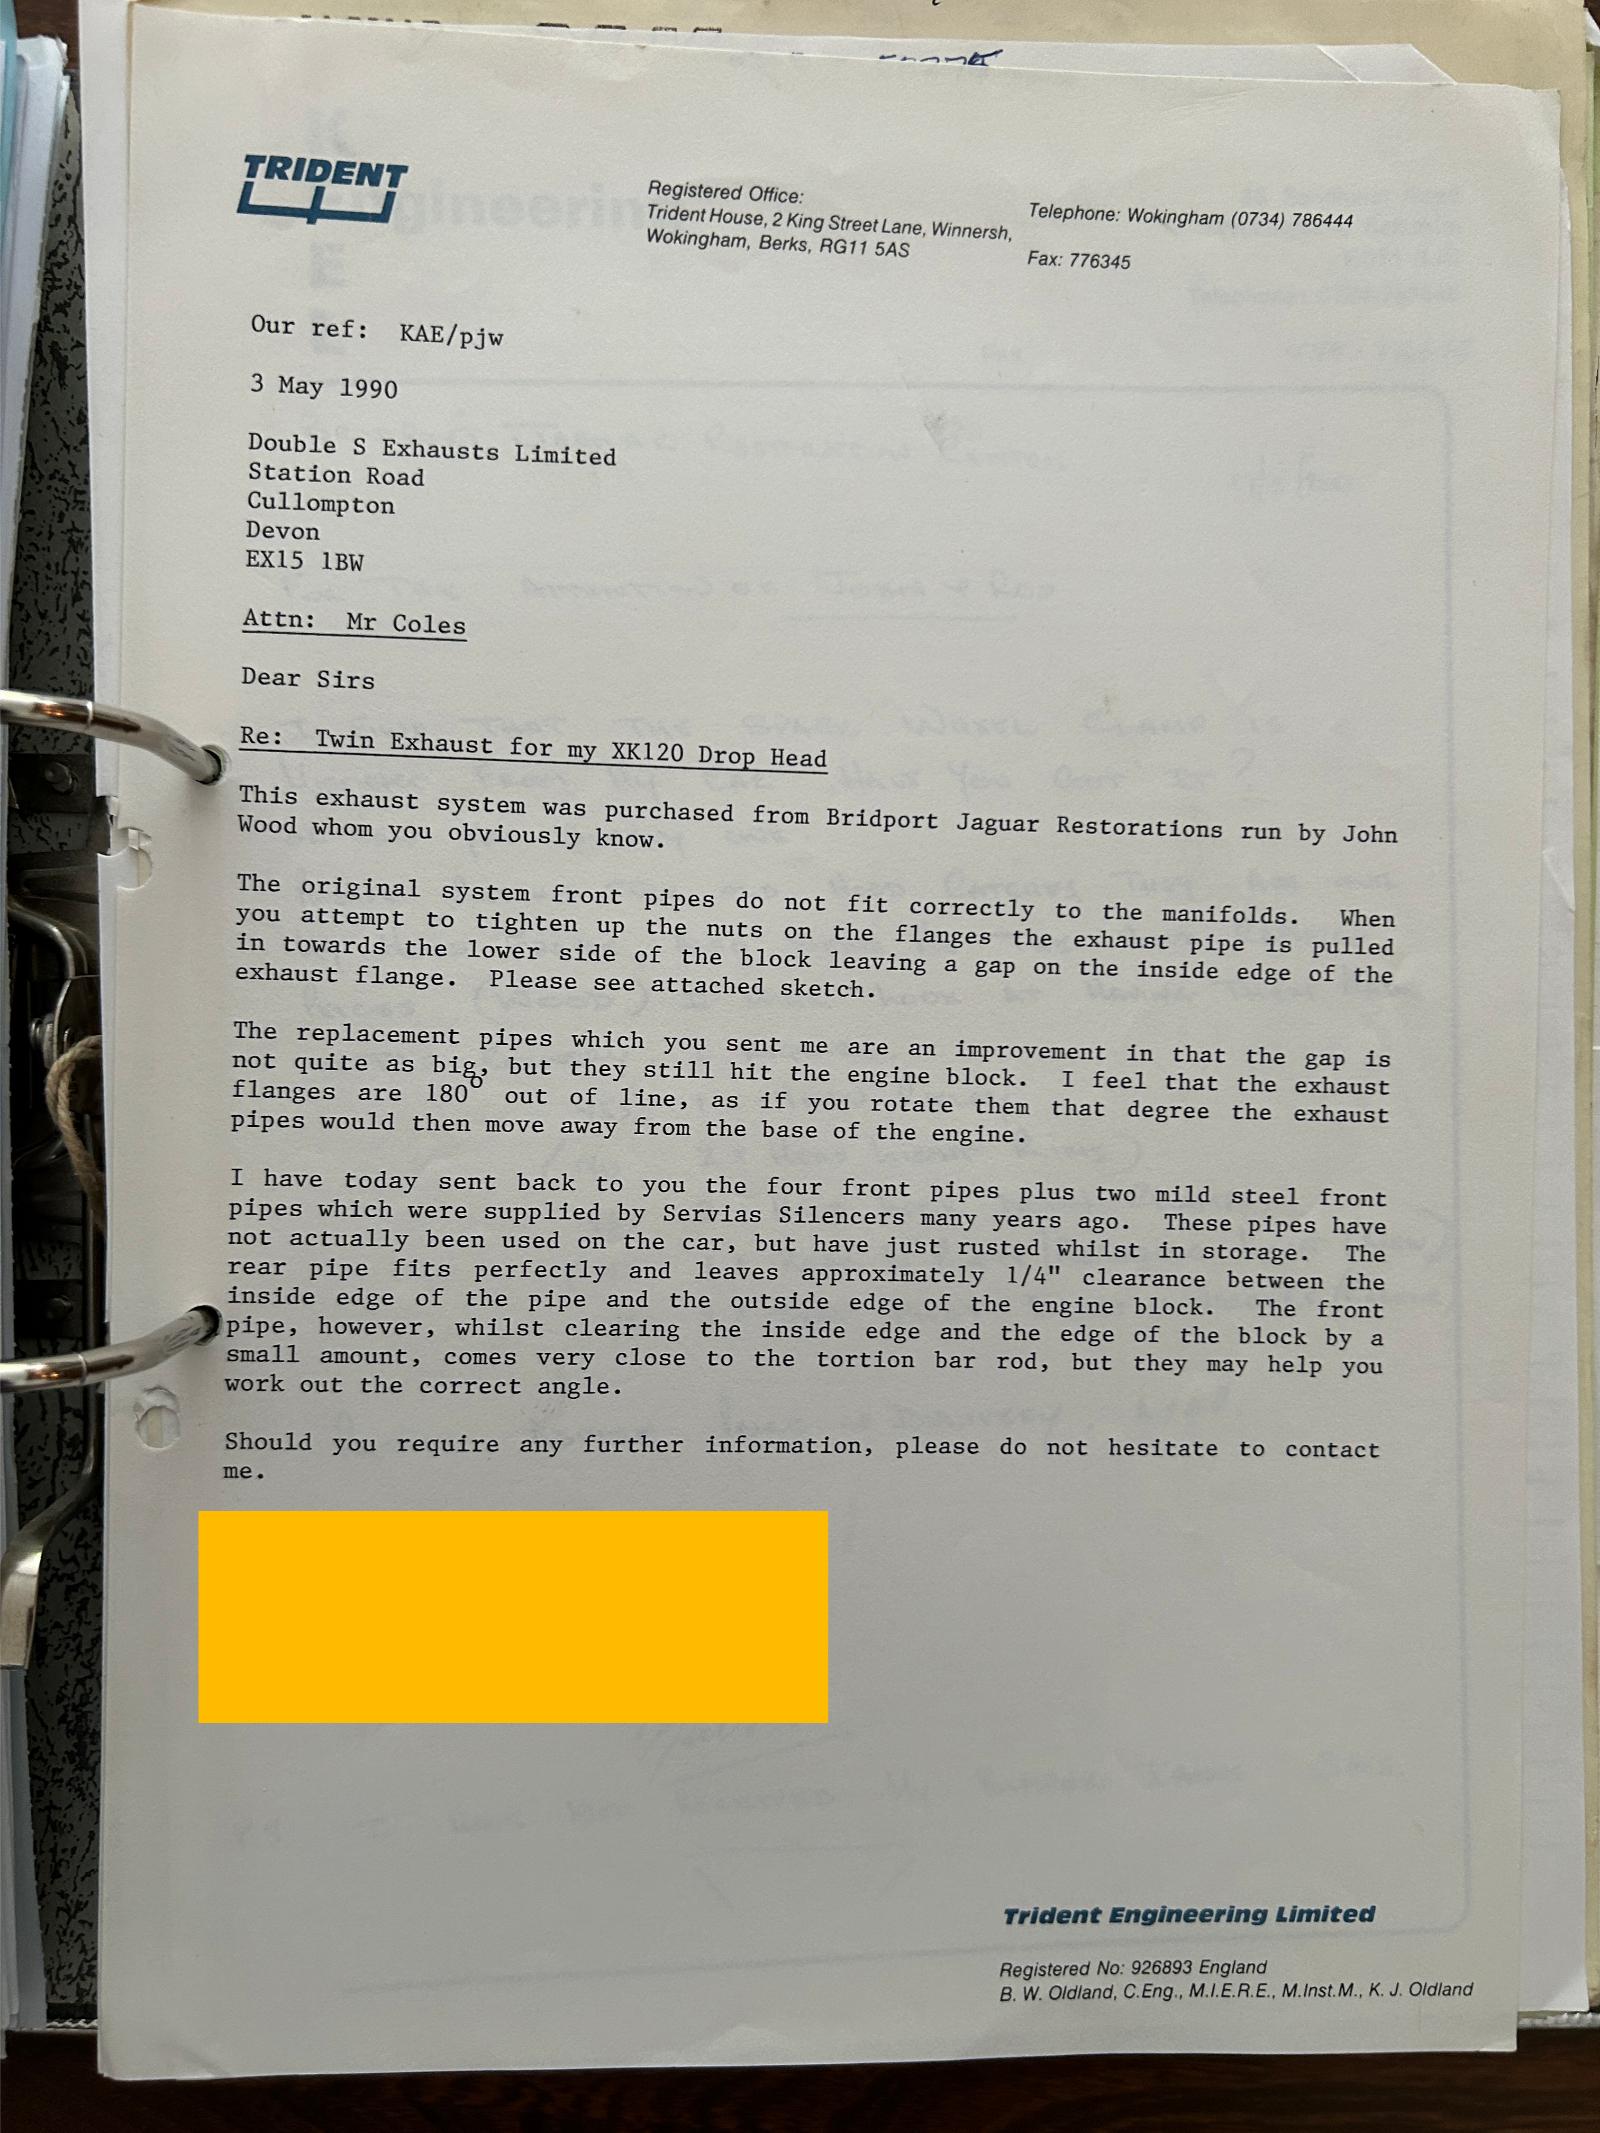 TRIDENT
Registered Office:
Trident House, 2 King Street Lane, Winnersh,
Wokingham, Berks, RG11 5AS
Telephone: Wokingham (0734) 786444
Fax: 776345
Our ref: KAE/pjw
3 May 1990
Double S Exhausts Limited
Station Road
Cullompton
Devon
EX15 1BW
Attn: Mr Coles
Dear Sirs
Re: Twin Exhaust for my XK120 Drop Head
This exhaust system was purchased from Bridport Jaguar Restorations run by John
Wood whom you obviously know.
The original system front pipes do not fit correctly to the manifolds. When
you attempt to tighten up the nuts on the flanges the exhaust pipe is pulled
in towards the lower side of the block leaving a gap on the inside edge of the
exhaust flange. Please see attached sketch.
The replacement pipes which you sent me are an improvement in that the gap is
not quite as big, but they still hit the engine block. I feel that the exhaust
flanges are 180° out of line, as if you rotate them that degree the exhaust
pipes would then move away from the base of the engine.
I have today sent back to you the four front pipes plus two mild steel front
pipes which were supplied by Servias Silencers many years ago. These pipes have
not actually been used on the car, but have just rusted whilst in storage. The
rear pipe fits perfectly and leaves approximately 1/4" clearance between the
inside edge of the pipe and the outside edge of the engine block. The front
pipe, however, whilst clearing the inside edge and the edge of the block by a
small amount, comes very close to the tortion bar rod, but they may help you
work out the correct angle.
Should you require any further information, please do not hesitate to contact
me.
Trident Engineering Limited
Registered No: 926893 England
B. W. Oldland, C.Eng., M.I.E.R.E., M.Inst.M., K. J. Oldland